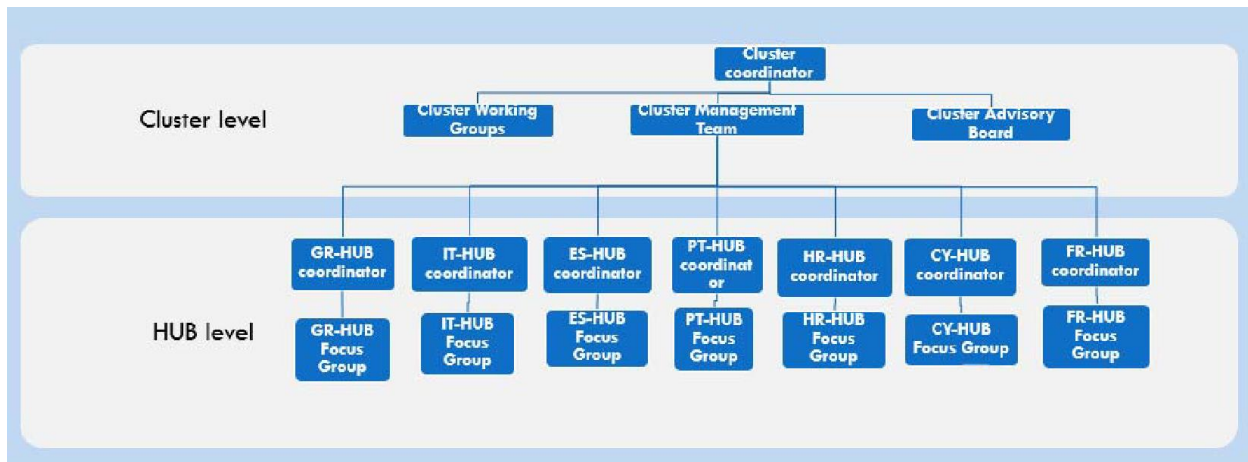 Cluster
coordinator
Cluster level
Cluster Working
Groups
Cluster Management
Team
Cluster Advisory
Board
GR-HUB
coordinator
IT-HUB
coordinator
ES-HUB
coordinator
PT-HUB
coordinat
or
HR-HUB
coordinator
CY-HUB
coordinator
FR-HUB
coordinator
HUB level
GR-HUB
Focus
Group
IT-HUB
Focus
Group
ES-HUB
Focus
Group
PT-HUB
Focus
Group
HR-HUB
Focus
Group
CY-HUB
Focus Group
FR-HUB
Focus
Group